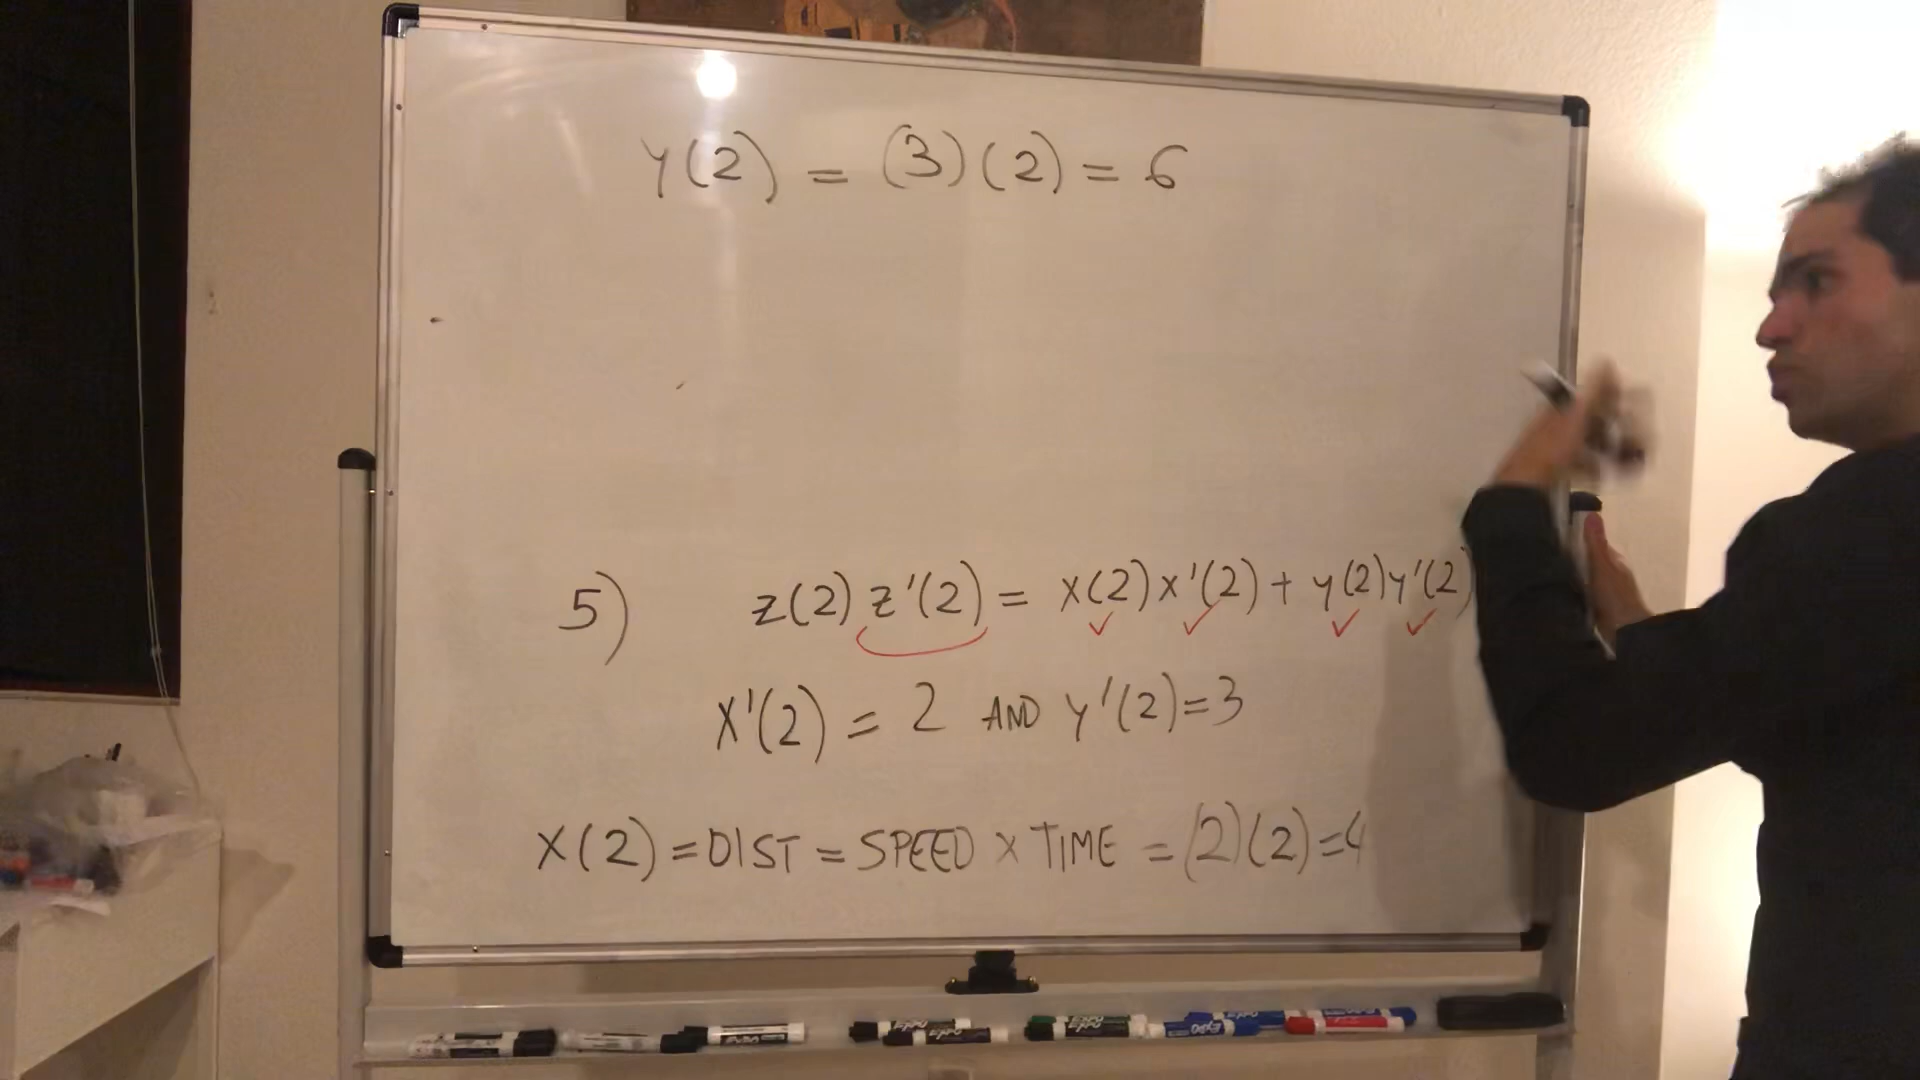 y(2) = (3)(2) = 6
5) z(2) z'(2) = x(2) x'(2) + y(2) y'(2)
x'(2) = 2 AND y'(2) = 3
x(2) = DIST = SPEED x TIME = (2)(2) = 4